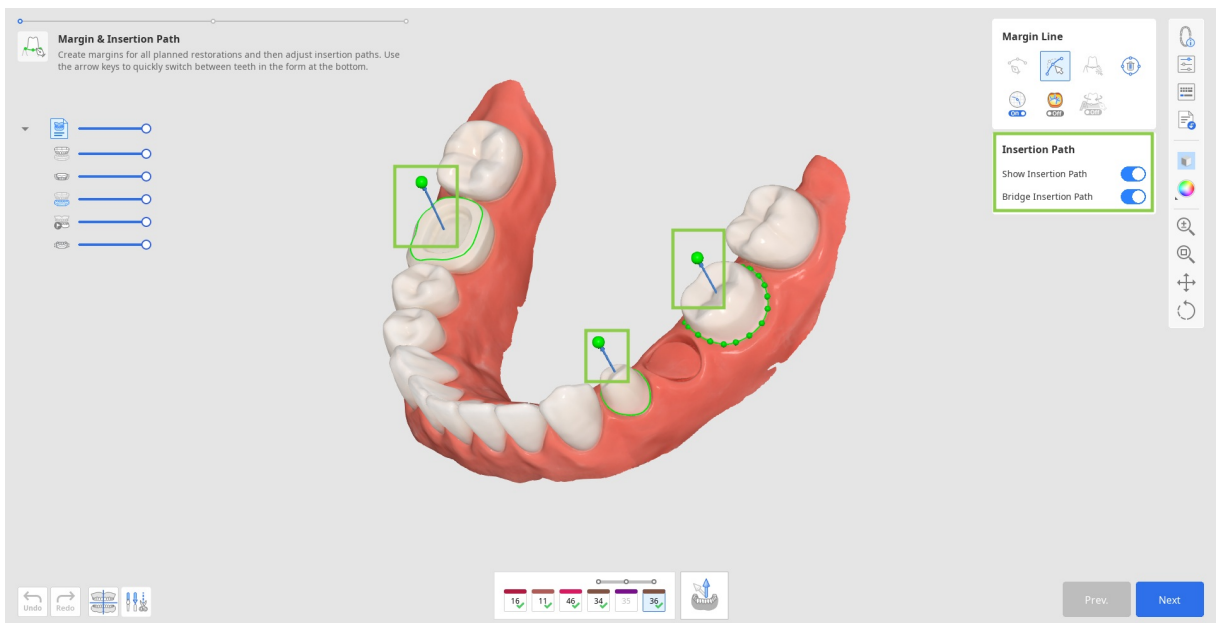 Margin & Insertion Path
Create margins for all planned restorations and then adjust insertion paths. Use
the arrow keys to quickly switch between teeth in the form at the bottom.
Margin Line
On
Off
Off
Insertion Path
Show Insertion Path
Bridge Insertion Path
Undo
Redo
16
11
46
34
35
36
Prev.
Next